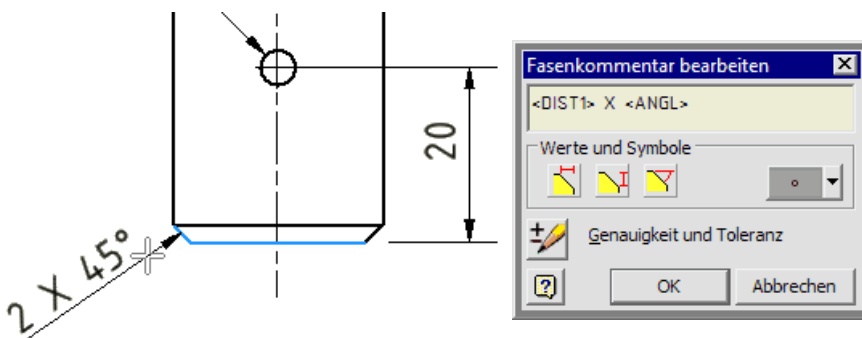 20
2 X 45°
Fasenkommentar bearbeiten
<DIST1> X <ANGL>
Werte und Symbole
Genauigkeit und Toleranz
OK Abbrechen